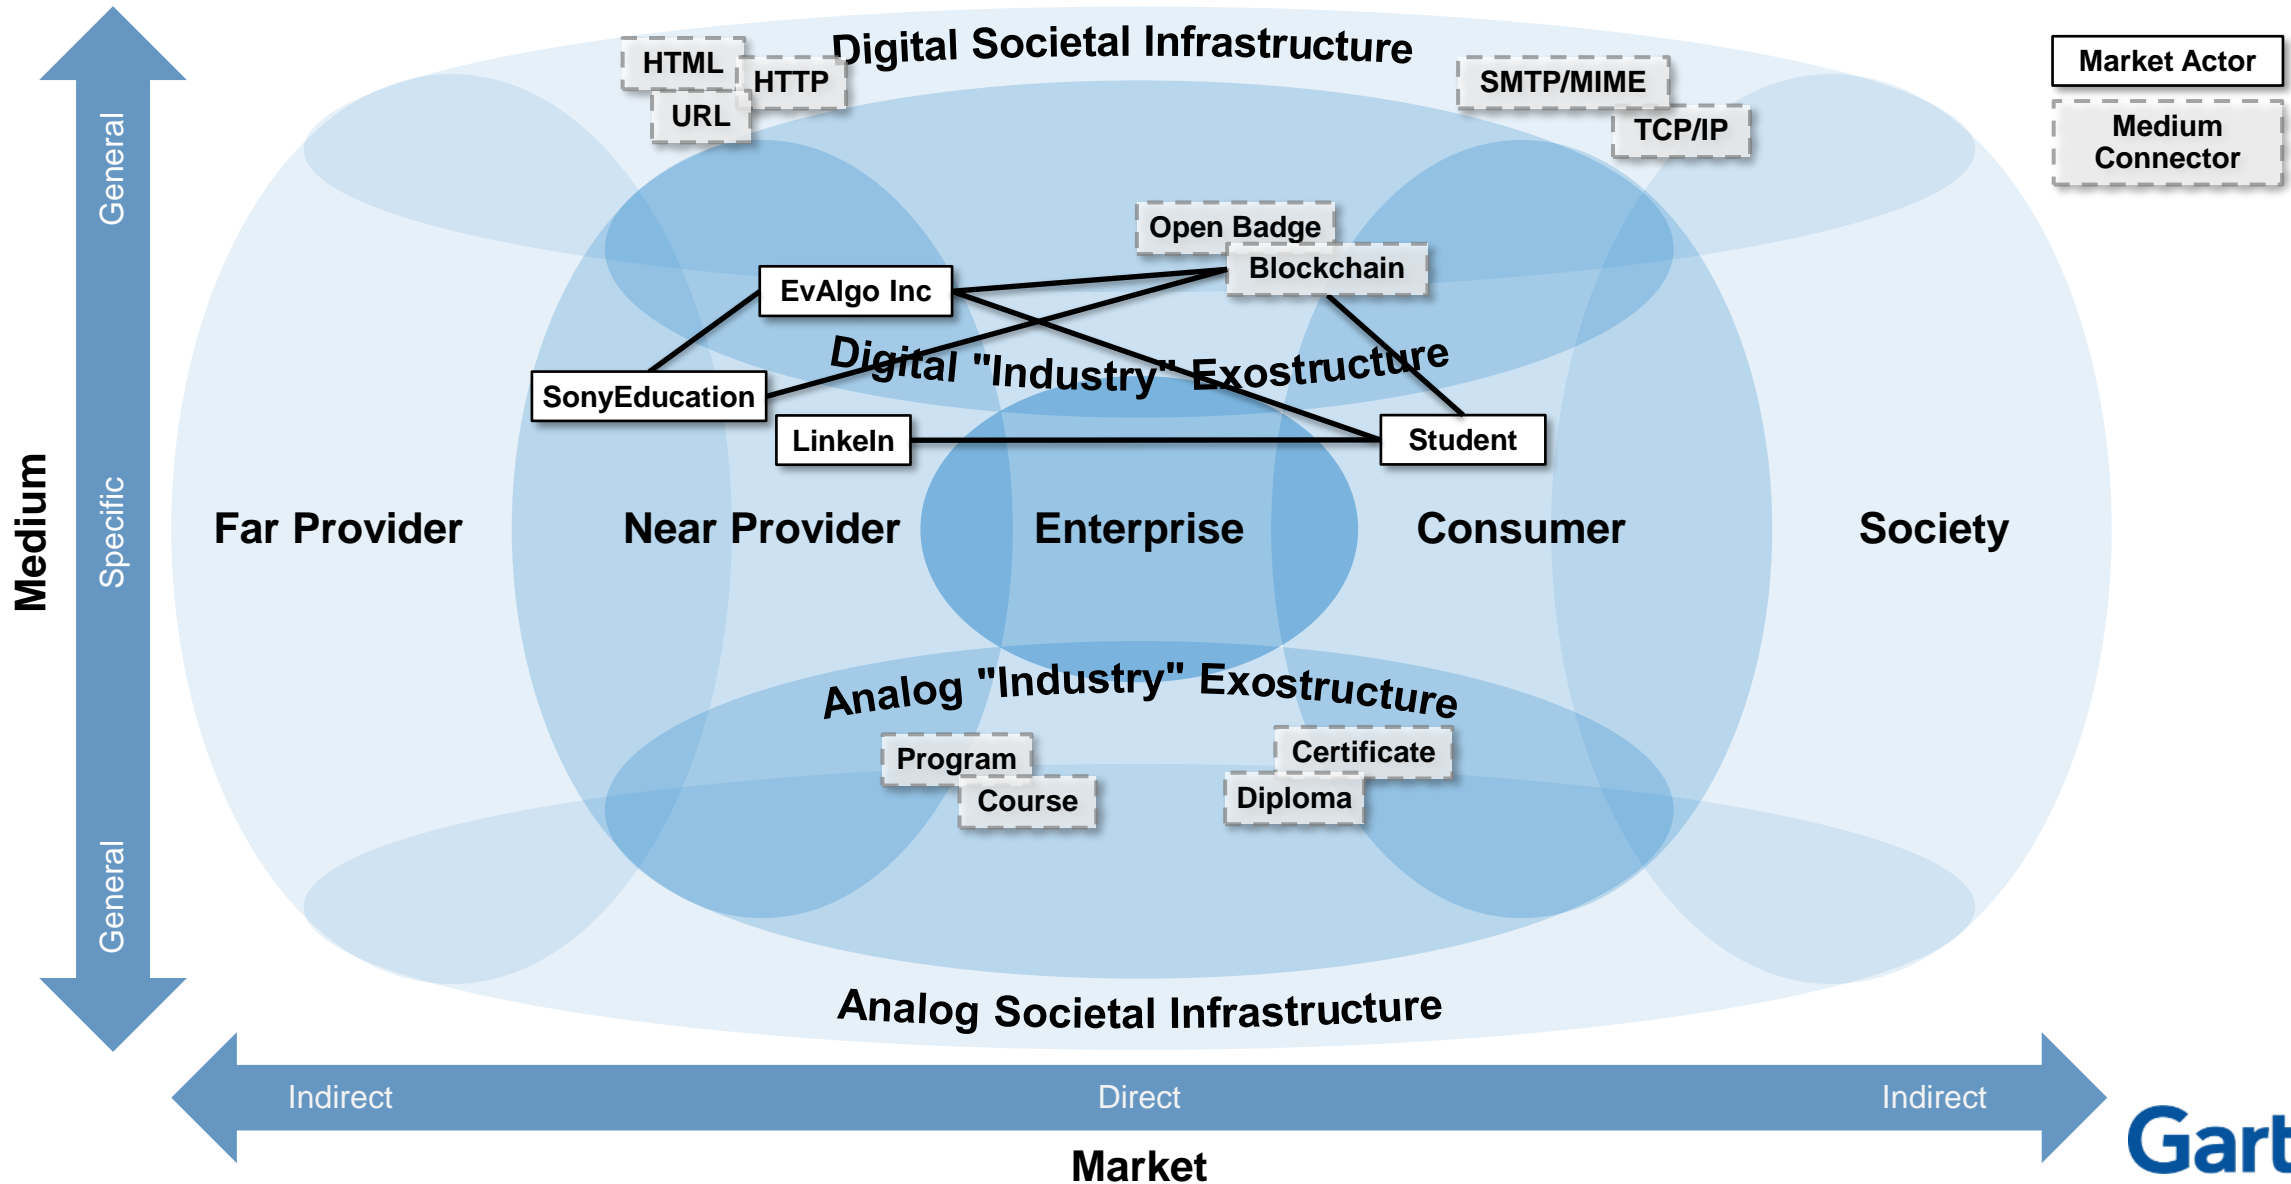 Digital Societal Infrastructure
HTML
HTTP
URL
SMTP/MIME
TCP/IP
Market Actor
Medium
Connector
General
Open Badge
Blockchain
EvAlgo Inc
Digital "Industry" Exostructure
SonyEducation
LinkeIn
Student
Medium
Specific
Far Provider
Near Provider
Enterprise
Consumer
Society
Analog "Industry" Exostructure
Program
Course
Certificate
Diploma
General
Analog Societal Infrastructure
Indirect
Direct
Indirect
Market
Gart